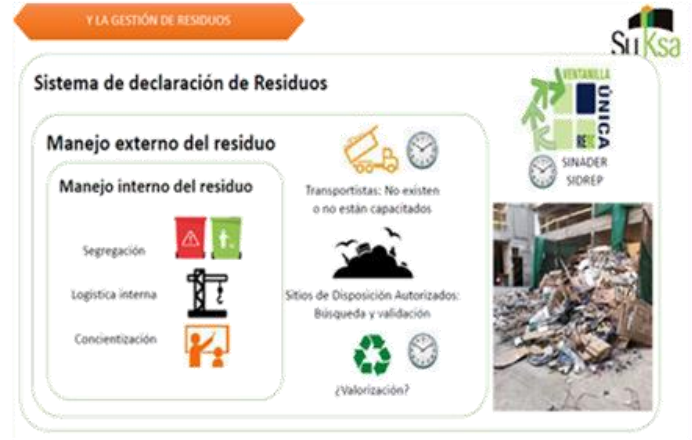 Y LA GESTIÓN DE RESIDUOS
SuKsa
Sistema de declaración de Residuos
VENTANILLA
ÚNICA
RETC
SINADER
SIDREP
Manejo externo del residuo
Transportistas: No existen
o no están capacitados
Manejo interno del residuo
Segregación
Logistica interna
Concientización
Sitios de Disposición Autorizados:
Búsqueda y validación
¿Valorización?